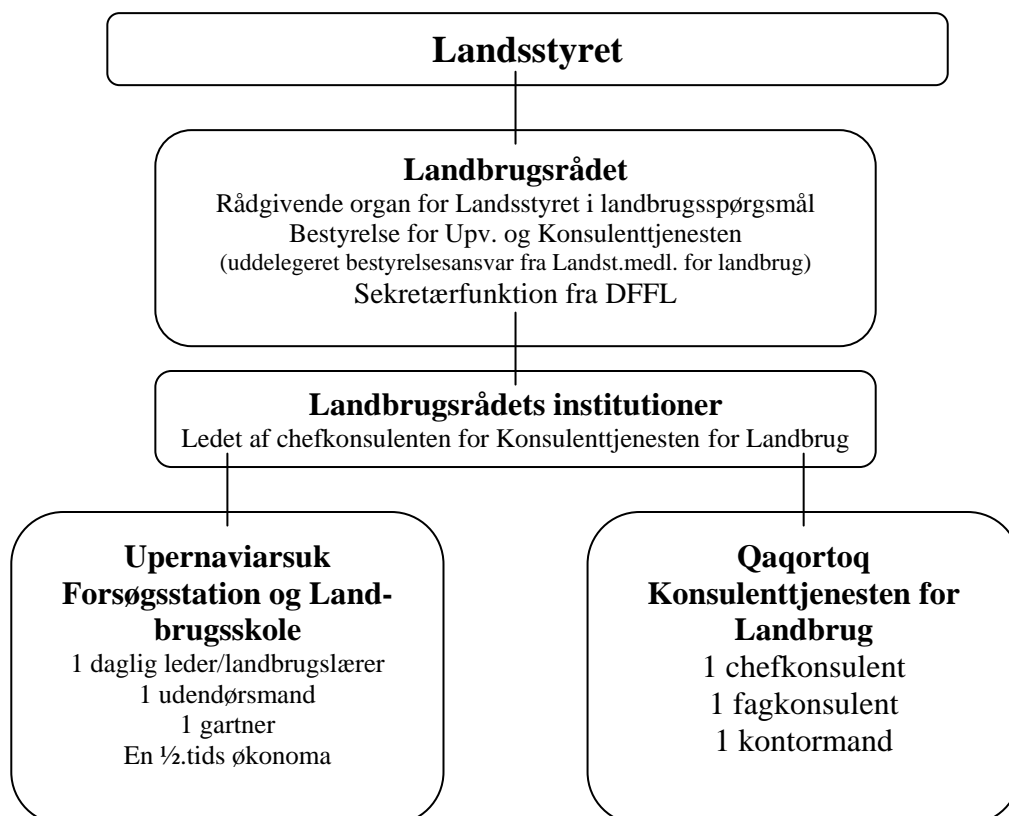 Landsstyret
Landbrugsrådet
Rådgivende organ for Landsstyret i landbrugsspørgsmål
Bestyrelse for Upv. og Konsulenttjenesten
(uddelegeret bestyrelsesansvar fra Landst.medl. for landbrug)
Sekretærfunktion fra DFFL
Landbrugsrådets institutioner
Ledet af chefkonsulenten for Konsulenttjenesten for Landbrug
Upernaviarsuk
Forsøgsstation og Land-
brugsskole
1 daglig leder/landbrugslærer
1 udendørsmand
1 gartner
En ½.tids økonoma
Qaqortoq
Konsulenttjenesten for
Landbrug
1 chefkonsulent
1 fagkonsulent
1 kontormand